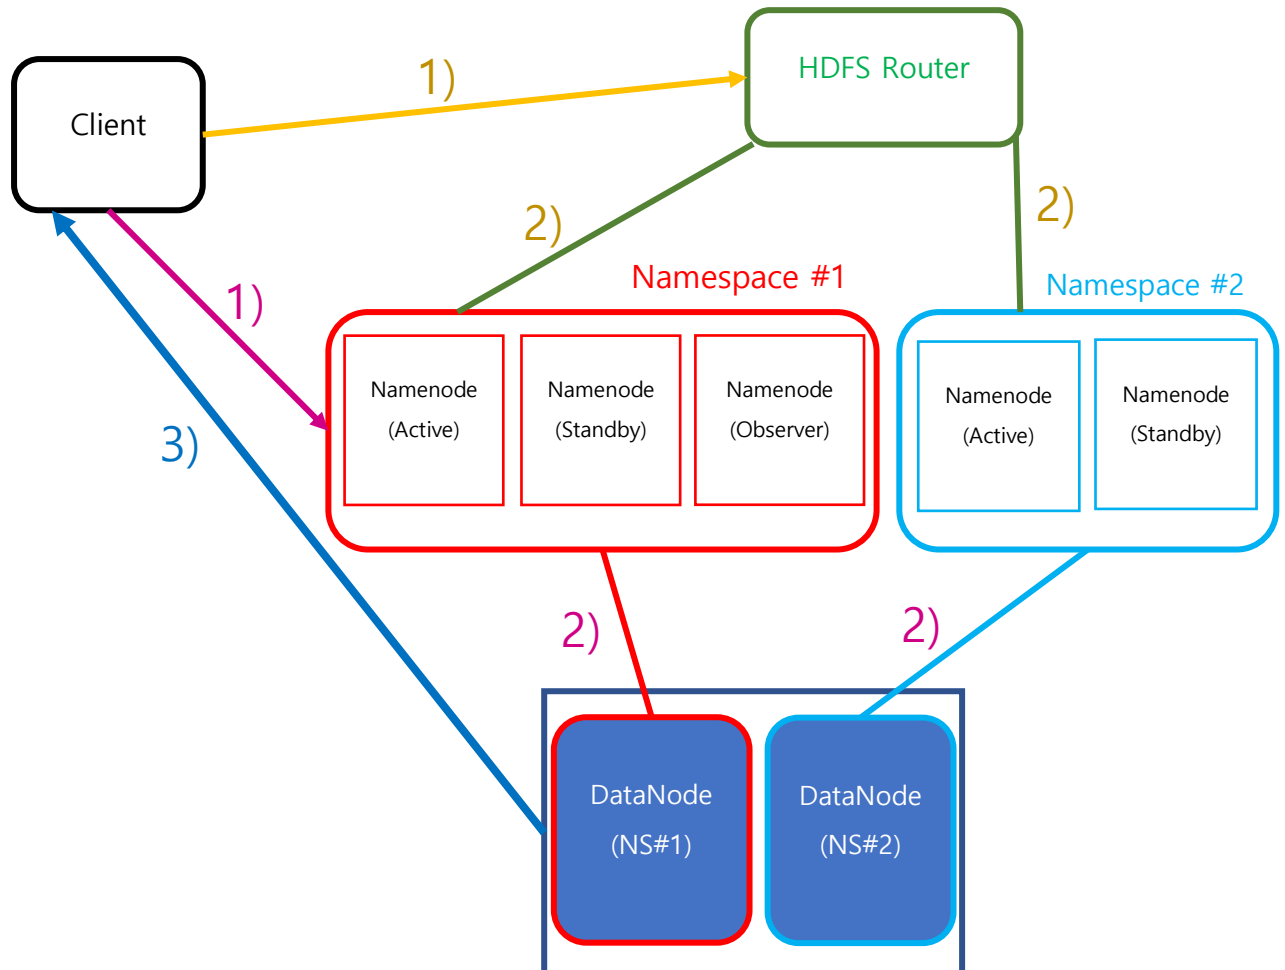 HDFS Router
1)
Client
2)
2)
Namespace #1
Namespace #2
1)
Namenode
(Active)
Namenode
(Standby)
Namenode
(Observer)
Namenode
(Active)
Namenode
(Standby)
3)
2)
2)
DataNode
(NS#1)
DataNode
(NS#2)